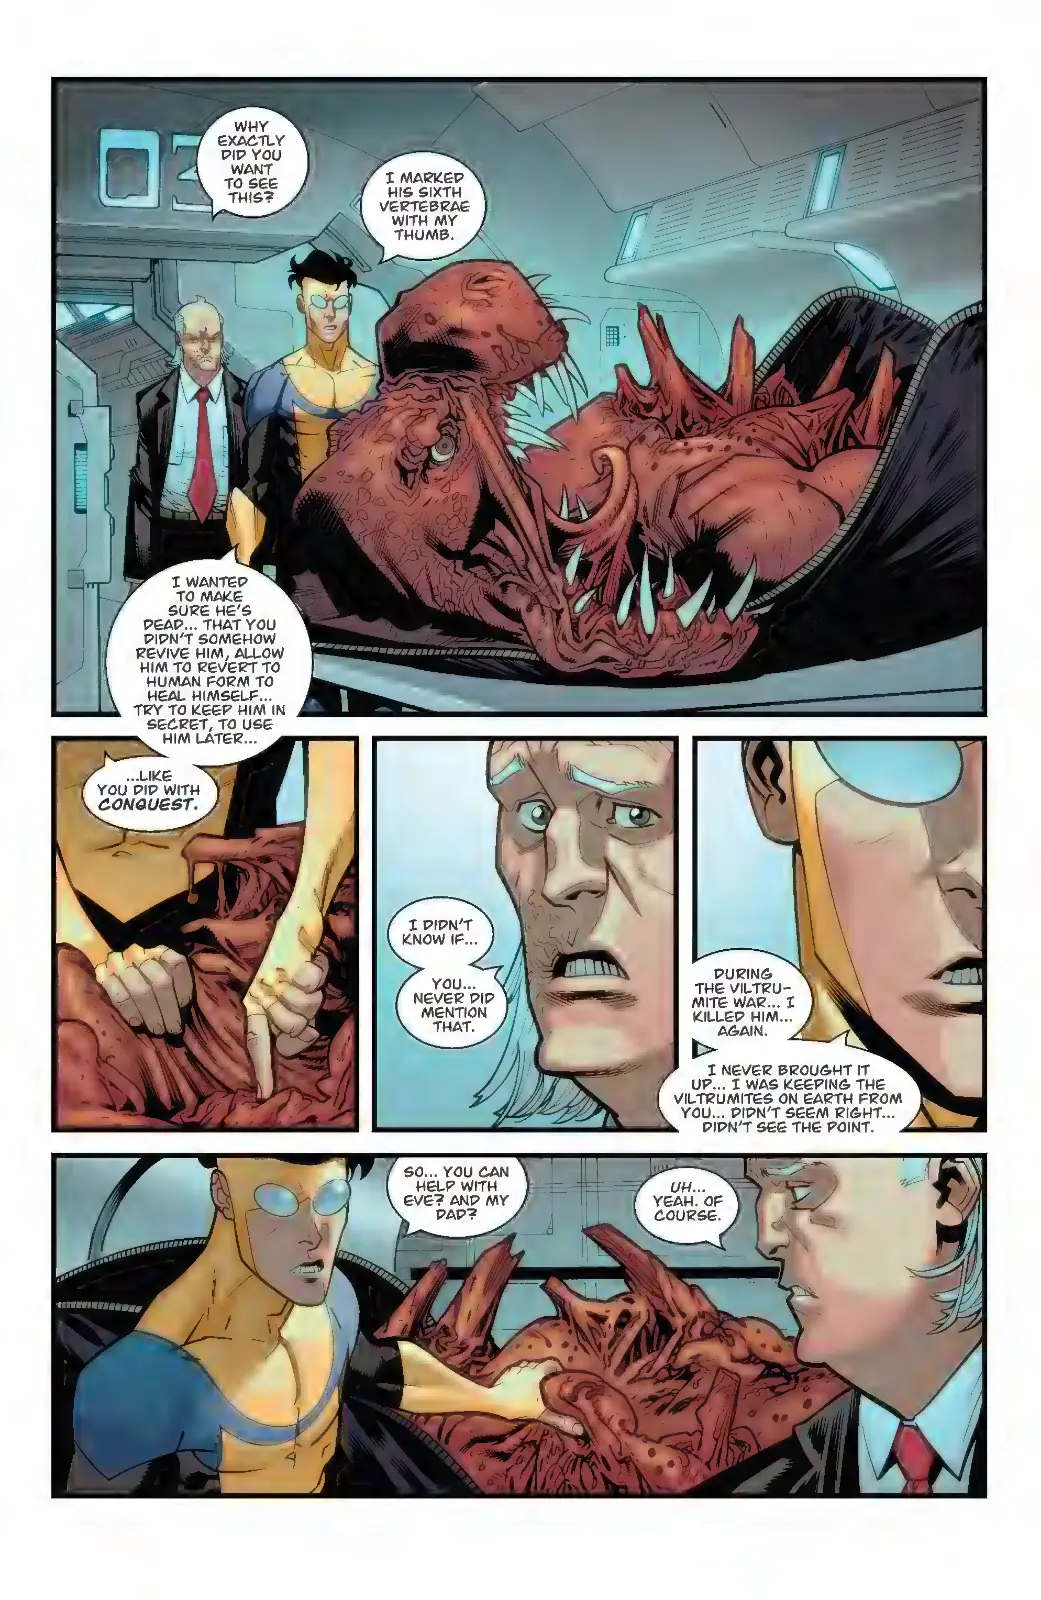 03
WHY
EXACTLY
DID YOU
WANT
TO SEE
THIS?
I MARKED
HIS SIXTH
VERTEBRAE
WITH MY
THUMB.
I WANTED
TO MAKE
SURE HE'S
DEAD... THAT YOU
DIDN'T SOMEHOW
REVIVE HIM, ALLOW
HIM TO REVERT TO
HUMAN FORM TO
HEAL HIMSELF...
TRY TO KEEP HIM IN
SECRET, TO USE
HIM LATER...
...LIKE
YOU DID WITH
CONQUEST.
I DIDN'T
KNOW IF...
YOU...
NEVER DID
MENTION
THAT.
DURING
THE VILTRU-
MITE WAR... I
KILLED HIM...
AGAIN.
I NEVER BROUGHT IT
UP... I WAS KEEPING THE
VILTRUMITES ON EARTH FROM
YOU... DIDN'T SEEM RIGHT...
DIDN'T SEE THE POINT.
SO... YOU CAN
HELP WITH
EVE? AND MY
DAD?
UH...
YEAH. OF
COURSE.